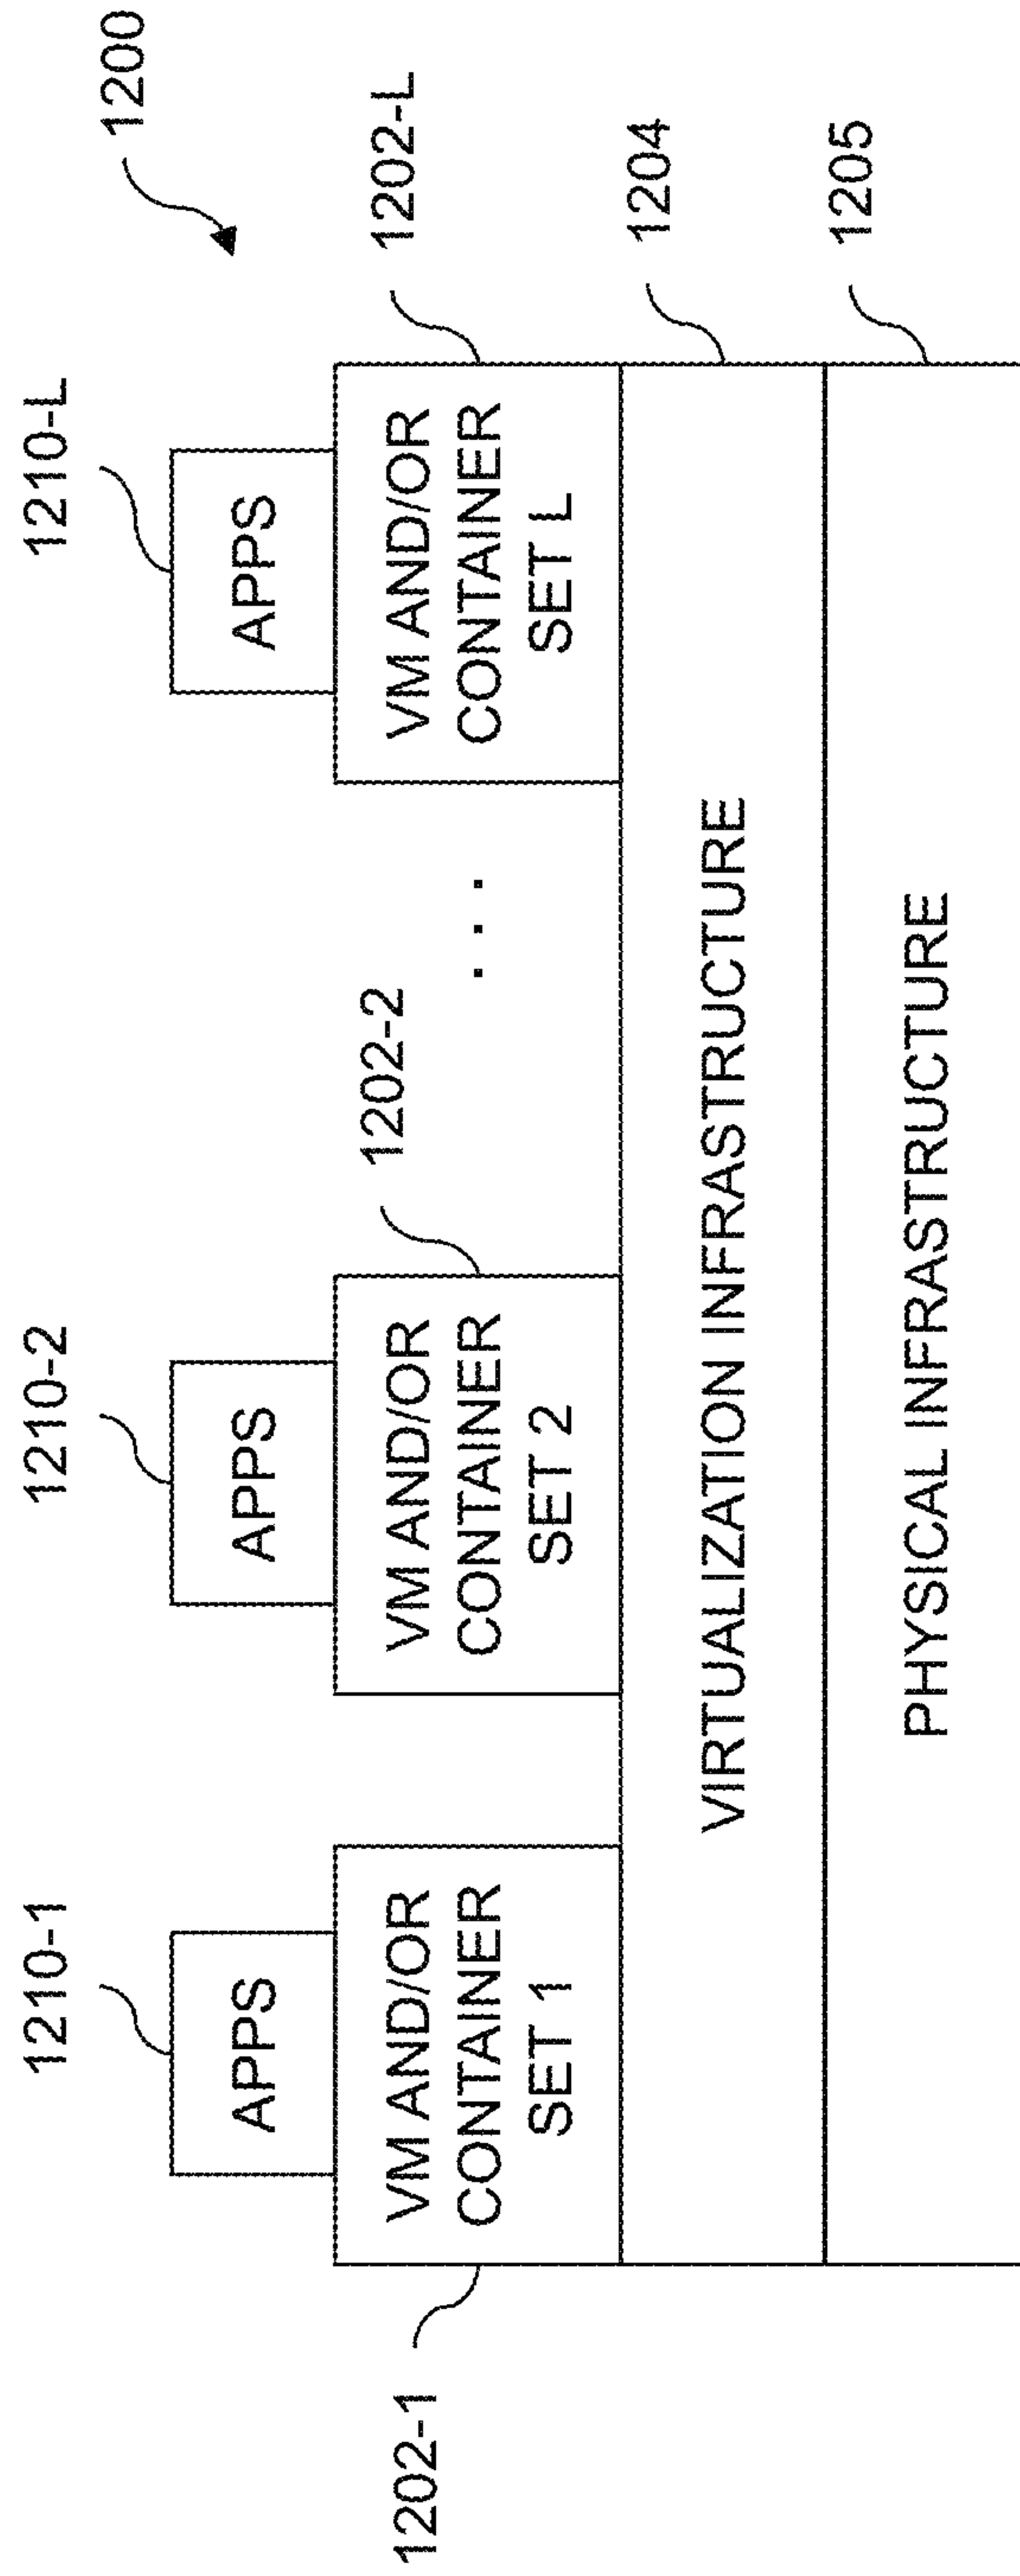 1200
1210-1
1210-2
1210-L
APPS
APPS
APPS
1202-1
VM AND/OR
CONTAINER
SET 1
1202-2
VM AND/OR
CONTAINER
SET 2
. . .
1202-L
VM AND/OR
CONTAINER
SET L
VIRTUALIZATION INFRASTRUCTURE
1204
PHYSICAL INFRASTRUCTURE
1205